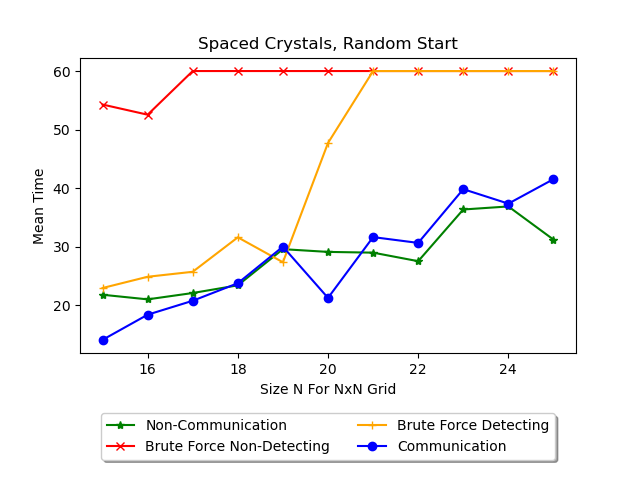 Spaced Crystals, Random Start
60
50
40
30
20
Mean Time
16 18 20 22 24
Size N For NxN Grid
Non-Communication Brute Force Detecting
Brute Force Non-Detecting Communication